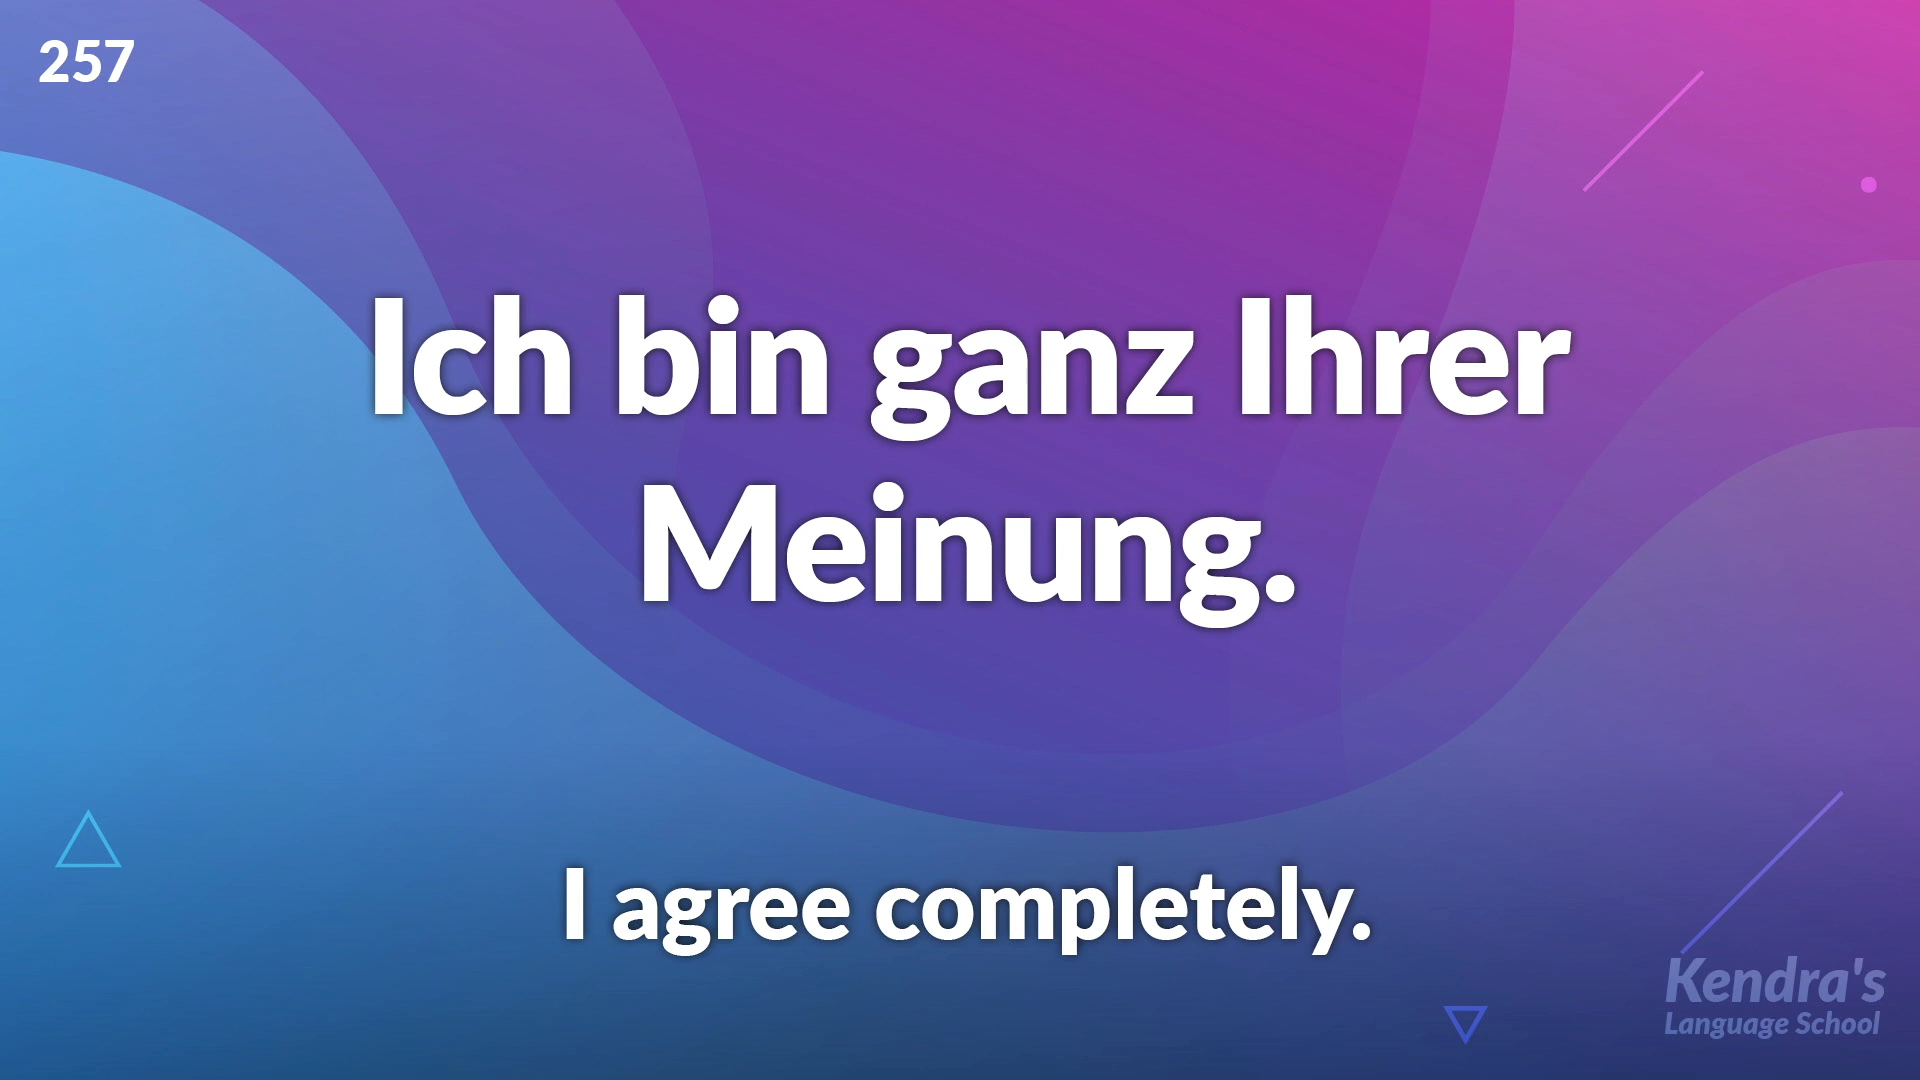 257
Ich bin ganz Ihrer
Meinung.
I agree completely.
Kendra's
Language School